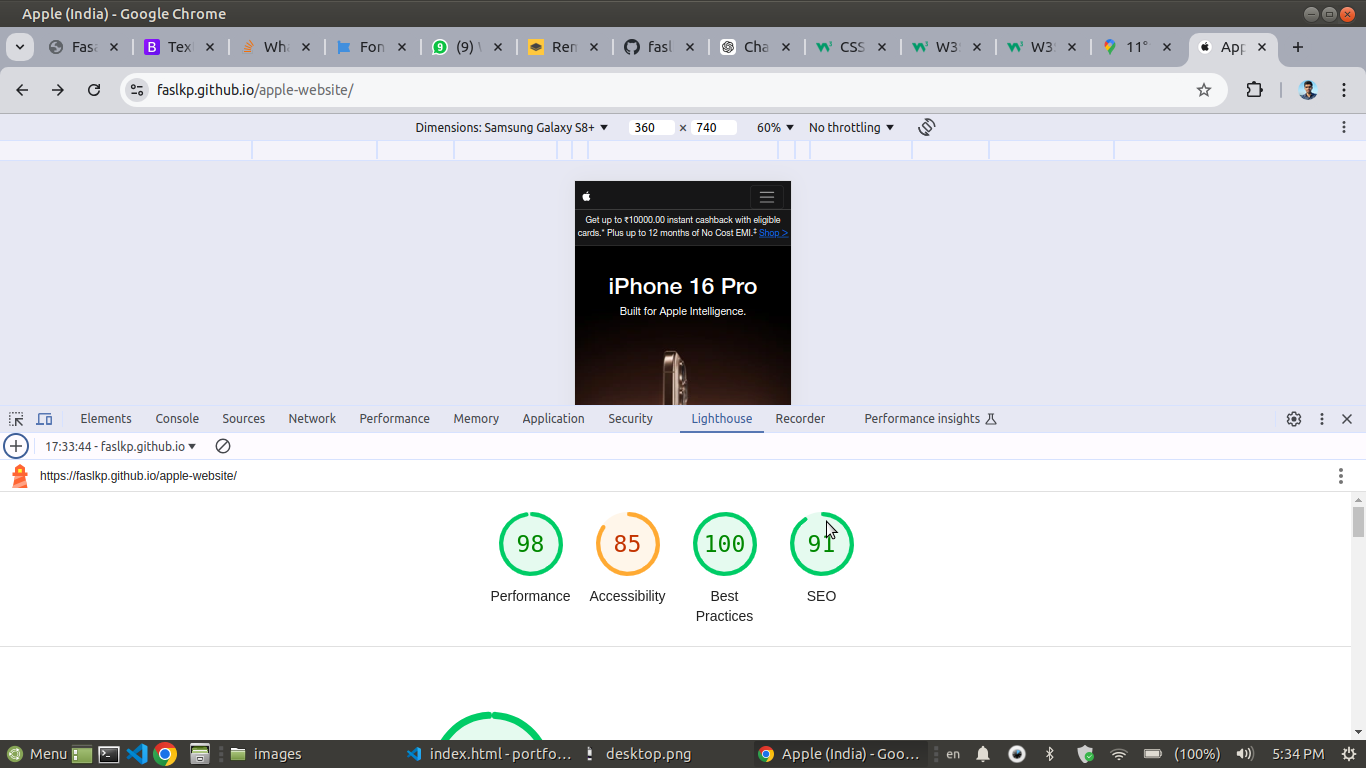 Apple (India) - Google Chrome
Fas
Tex
Wha
Fon
(9)
Ren
fasl
Cha
CSS
W3
W3
11°
App
faslkp.github.io/apple-website/
Dimensions: Samsung Galaxy S8+ 360 × 740 60% No throttling
Get up to ₹10000.00 instant cashback with eligible
cards.* Plus up to 12 months of No Cost EMI.‡ Shop >
iPhone 16 Pro
Built for Apple Intelligence.
Elements Console Sources Network Performance Memory Application Security Lighthouse Recorder Performance insights
17:33:44 - faslkp.github.io
https://faslkp.github.io/apple-website/
98 85 100 91
Performance Accessibility Best Practices SEO
Menu images index.html - portfo... desktop.png Apple (India) - Goo... en (100%) 5:34 PM